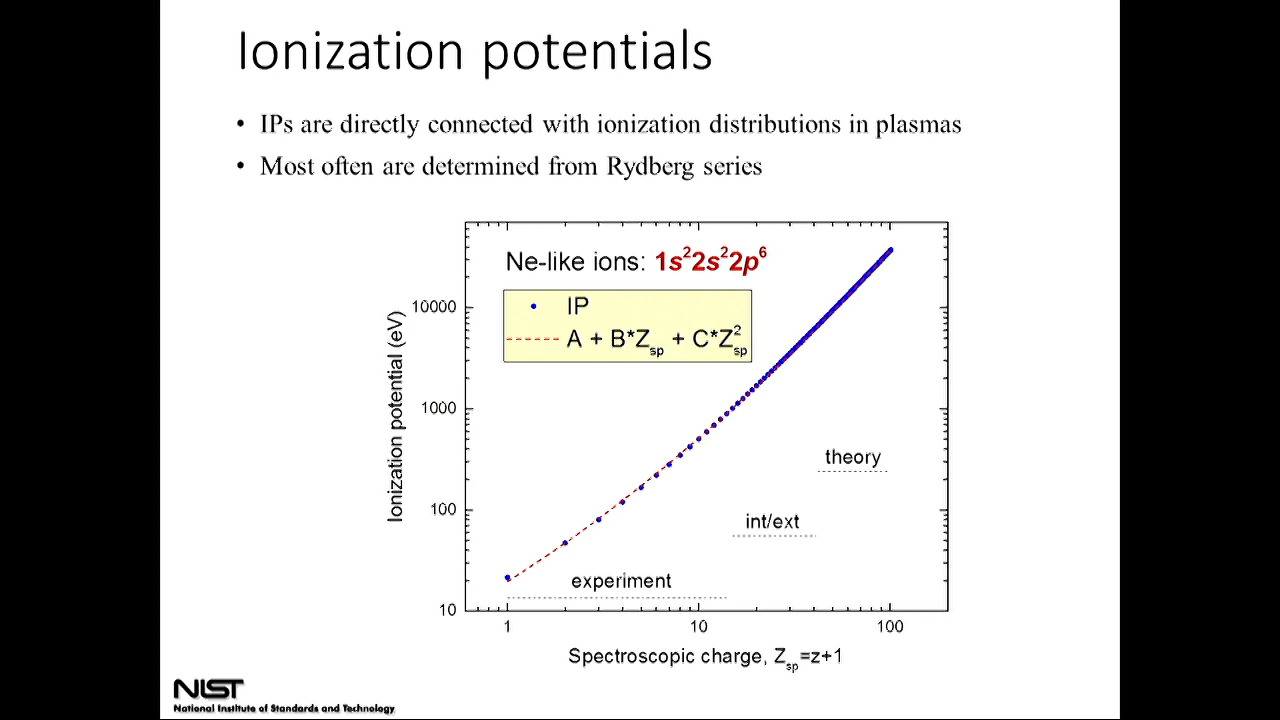 Ionization potentials
• IPs are directly connected with ionization distributions in plasmas
• Most often are determined from Rydberg series
Ne-like ions: 1s²2s²2p⁶
IP
A + B*Z_sp + C*Z²_sp
Ionization potential (eV)
10000
1000
100
10
theory
int/ext
experiment
1
10
100
Spectroscopic charge, Z_sp=z+1
NIST
National Institute of Standards and Technology